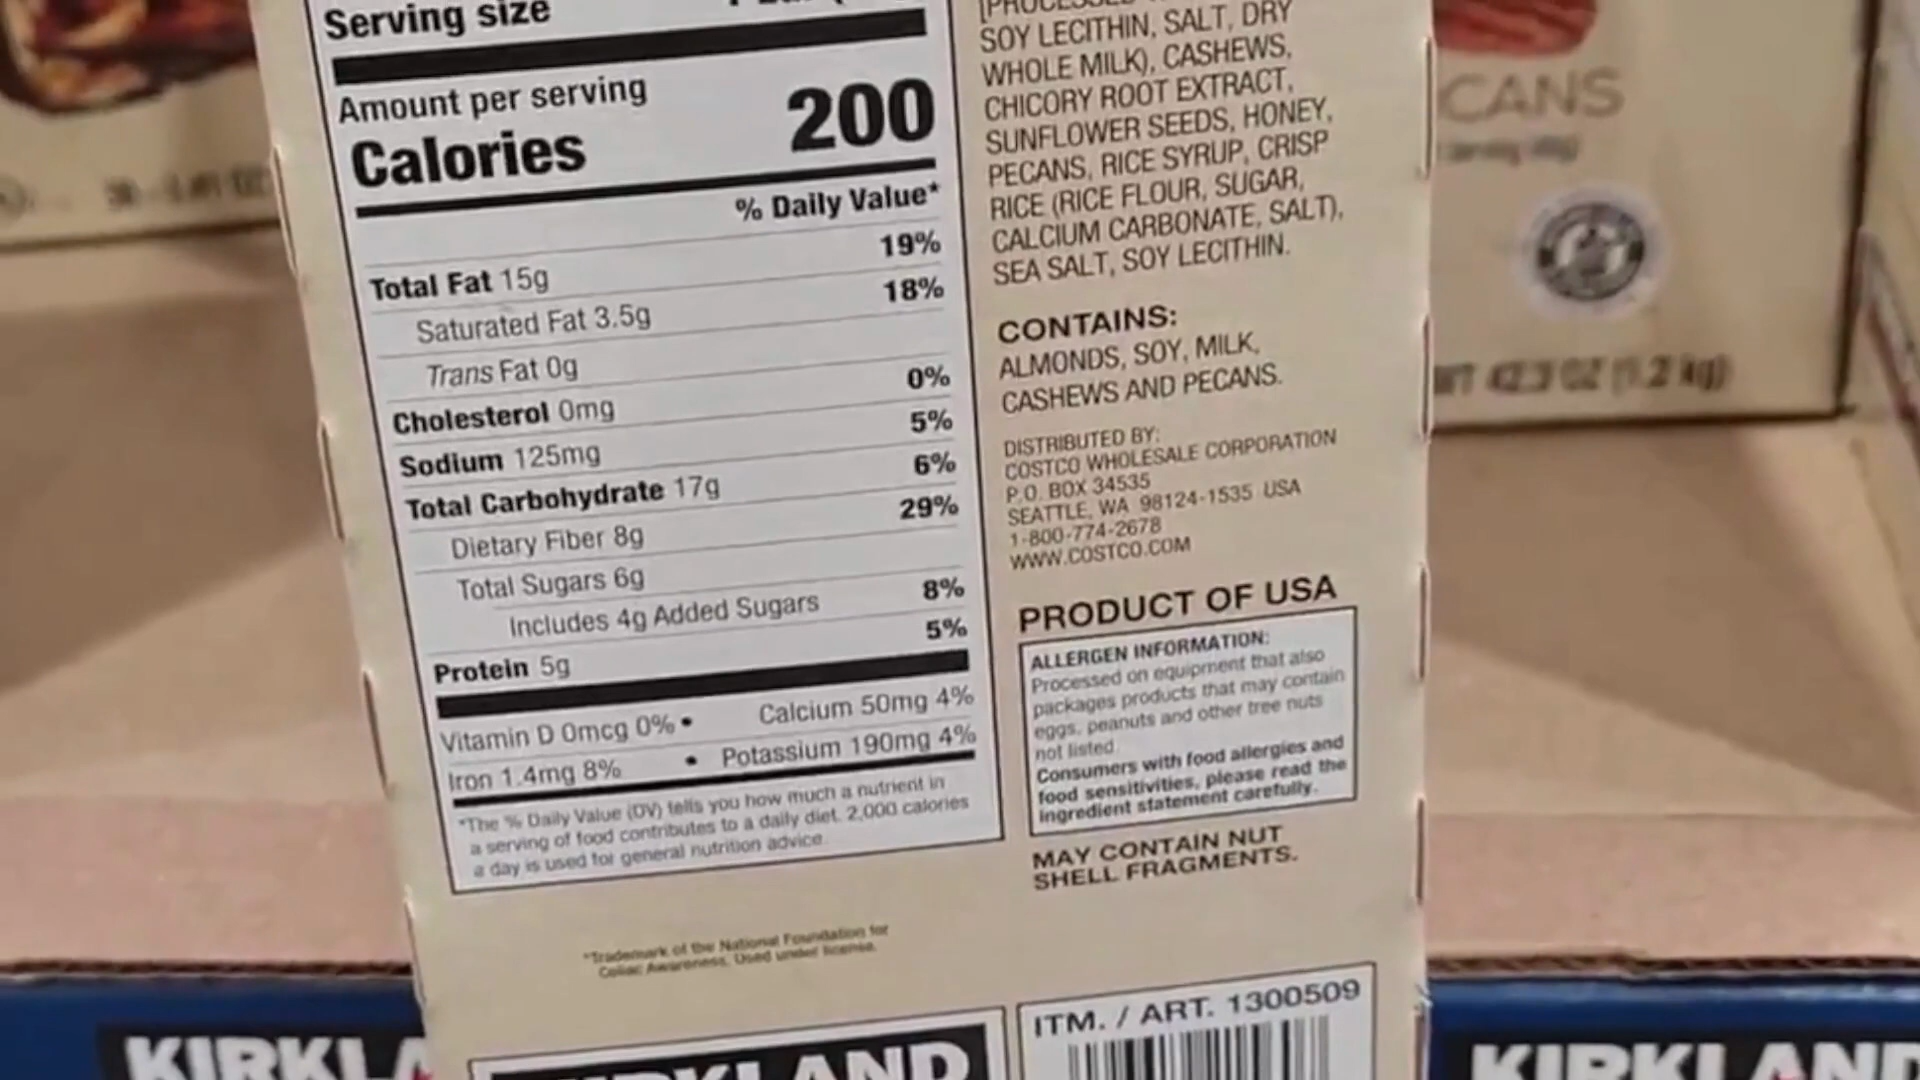 Serving size
Amount per serving
Calories 200
% Daily Value*
Total Fat 15g 19%
Saturated Fat 3.5g 18%
Trans Fat 0g
Cholesterol 0mg 0%
Sodium 125mg 5%
Total Carbohydrate 17g 6%
Dietary Fiber 8g 29%
Total Sugars 6g
Includes 4g Added Sugars 8%
Protein 5g 5%
Vitamin D 0mcg 0% • Calcium 50mg 4%
Iron 1.4mg 8% • Potassium 190mg 4%
*The % Daily Value (DV) tells you how much a nutrient in
a serving of food contributes to a daily diet. 2,000 calories
a day is used for general nutrition advice.
*Trademark of the National Foundation for
Celiac Awareness. Used under license.
SOY LECITHIN, SALT, DRY
WHOLE MILK), CASHEWS,
CHICORY ROOT EXTRACT,
SUNFLOWER SEEDS, HONEY,
PECANS, RICE SYRUP, CRISP
RICE (RICE FLOUR, SUGAR,
CALCIUM CARBONATE, SALT),
SEA SALT, SOY LECITHIN.
CONTAINS:
ALMONDS, SOY, MILK,
CASHEWS AND PECANS.
DISTRIBUTED BY:
COSTCO WHOLESALE CORPORATION
P.O. BOX 34535
SEATTLE, WA 98124-1535 USA
1-800-774-2678
WWW.COSTCO.COM
PRODUCT OF USA
ALLERGEN INFORMATION:
Processed on equipment that also
packages products that may contain
eggs, peanuts and other tree nuts
not listed.
Consumers with food allergies and
food sensitivities, please read the
ingredient statement carefully.
MAY CONTAIN NUT
SHELL FRAGMENTS.
ITM. / ART. 1300509
KIRKLAND
CANS
WT 42.3 OZ (1.2 kg)
KIRKLA
KIRKLAND